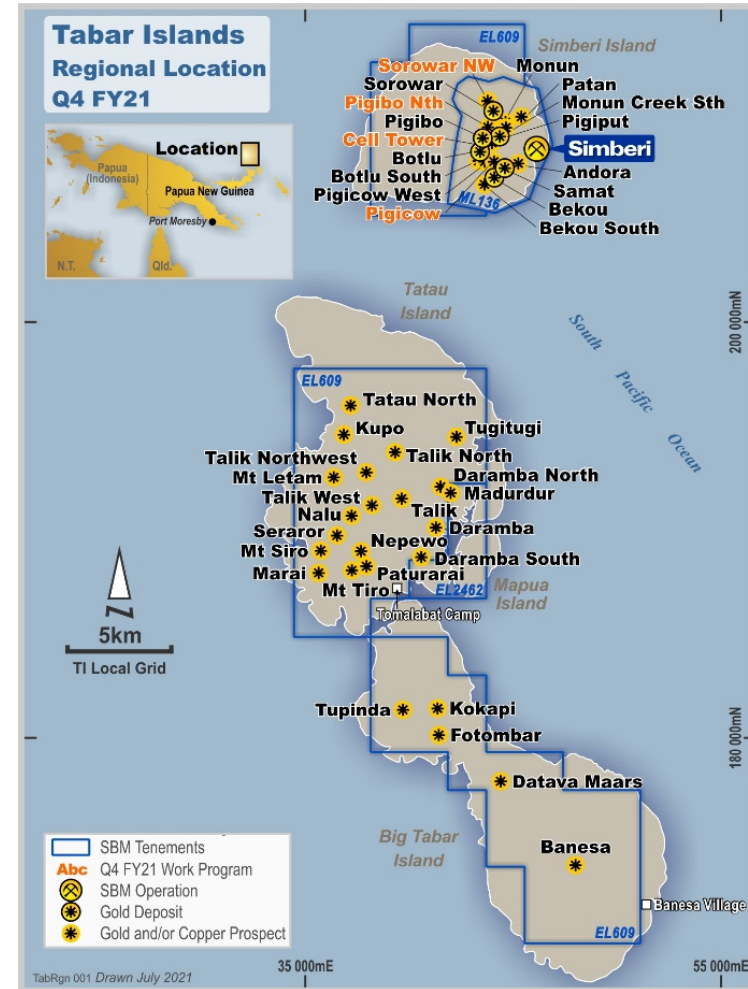 Tabar Islands
Regional Location
Q4 FY21
Location
Papua
(Indonesia)
Papua New Guinea
Port Moresby
N.T.
Qld.
EL609
Simberi Island
Sorowar NW
Monun
Sorowar
Patan
Pigibo Nth
Monun Creek Sth
Pigibo
Pigiput
Cell Tower
Simberi
Botlu
Andora
Botlu South
Samat
Pigicow West
Bekou
Pigicow
ML136
Bekou South
Tatau
Island
South Pacific Ocean
200 000mN
EL609
Tatau North
Kupo
Tugitugi
Talik Northwest
Talik North
Mt Letam
Daramba North
Madurdur
Talik West
Talik
Nalu
Daramba
Seraror
Nepewo
Mt Siro
Daramba South
Marai
Paturarai
Mt Tiro
EL2462
Mapua
Island
Tomalabat Camp
N
5km
TI Local Grid
Tupinda
Kokapi
Fotombar
180 000mN
Datava Maars
Big Tabar
Island
Banesa
Banesa Village
EL609
SBM Tenements
Abc Q4 FY21 Work Program
SBM Operation
Gold Deposit
Gold and/or Copper Prospect
TabRgn 001 Drawn July 2021
35 000mE
55 000mE